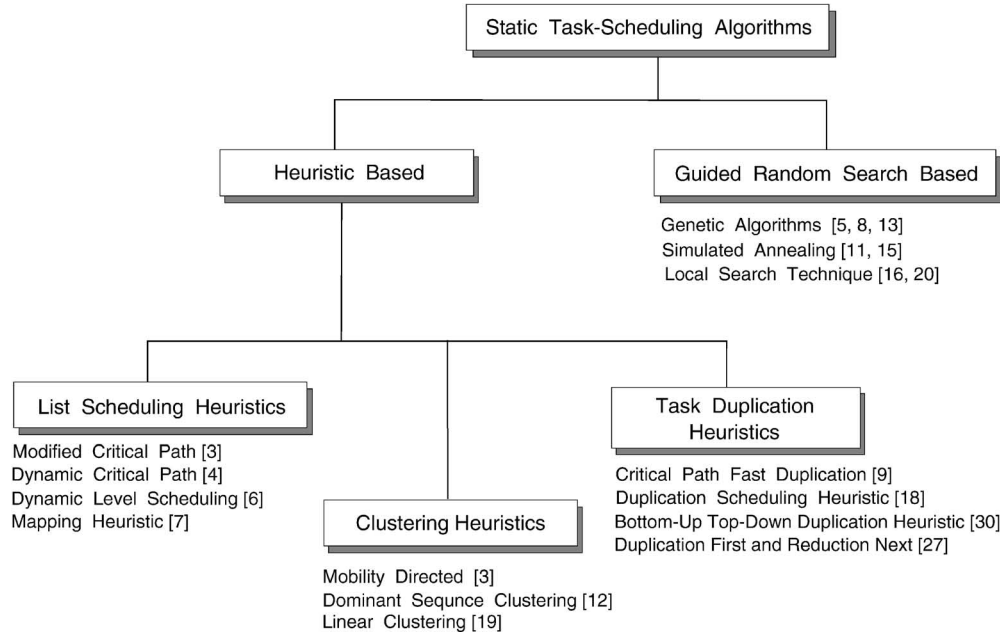 Static Task-Scheduling Algorithms
Heuristic Based
Guided Random Search Based
Genetic Algorithms [5, 8, 13]
Simulated Annealing [11, 15]
Local Search Technique [16, 20]
List Scheduling Heuristics
Modified Critical Path [3]
Dynamic Critical Path [4]
Dynamic Level Scheduling [6]
Mapping Heuristic [7]
Clustering Heuristics
Mobility Directed [3]
Dominant Sequnce Clustering [12]
Linear Clustering [19]
Task Duplication
Heuristics
Critical Path Fast Duplication [9]
Duplication Scheduling Heuristic [18]
Bottom-Up Top-Down Duplication Heuristic [30]
Duplication First and Reduction Next [27]